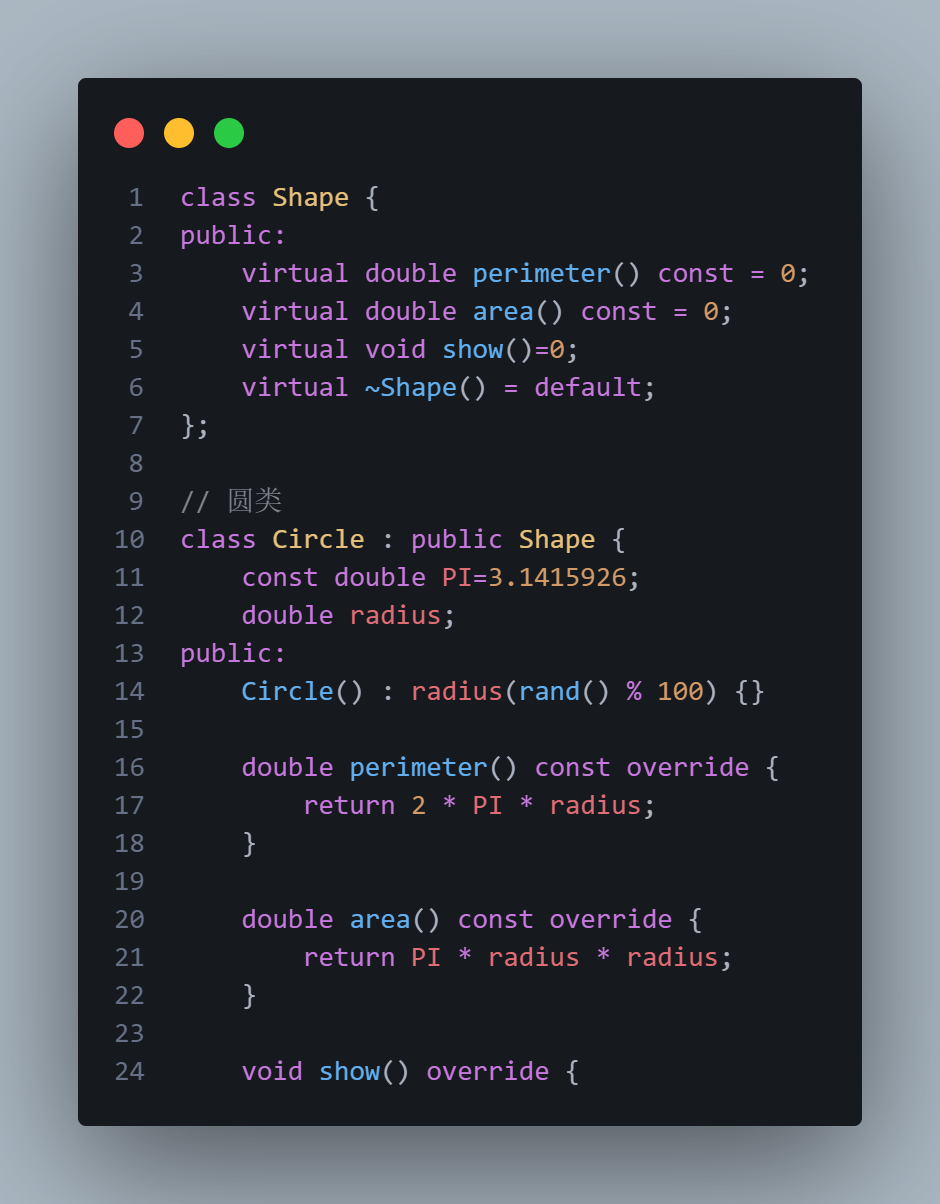 1 class Shape {
2 public:
3     virtual double perimeter() const = 0;
4     virtual double area() const = 0;
5     virtual void show()=0;
6     virtual ~Shape() = default;
7 };
8
9 // 圆类
10 class Circle : public Shape {
11     const double PI=3.1415926;
12     double radius;
13 public:
14     Circle() : radius(rand() % 100) {}
15
16     double perimeter() const override {
17         return 2 * PI * radius;
18     }
19
20     double area() const override {
21         return PI * radius * radius;
22     }
23
24     void show() override {